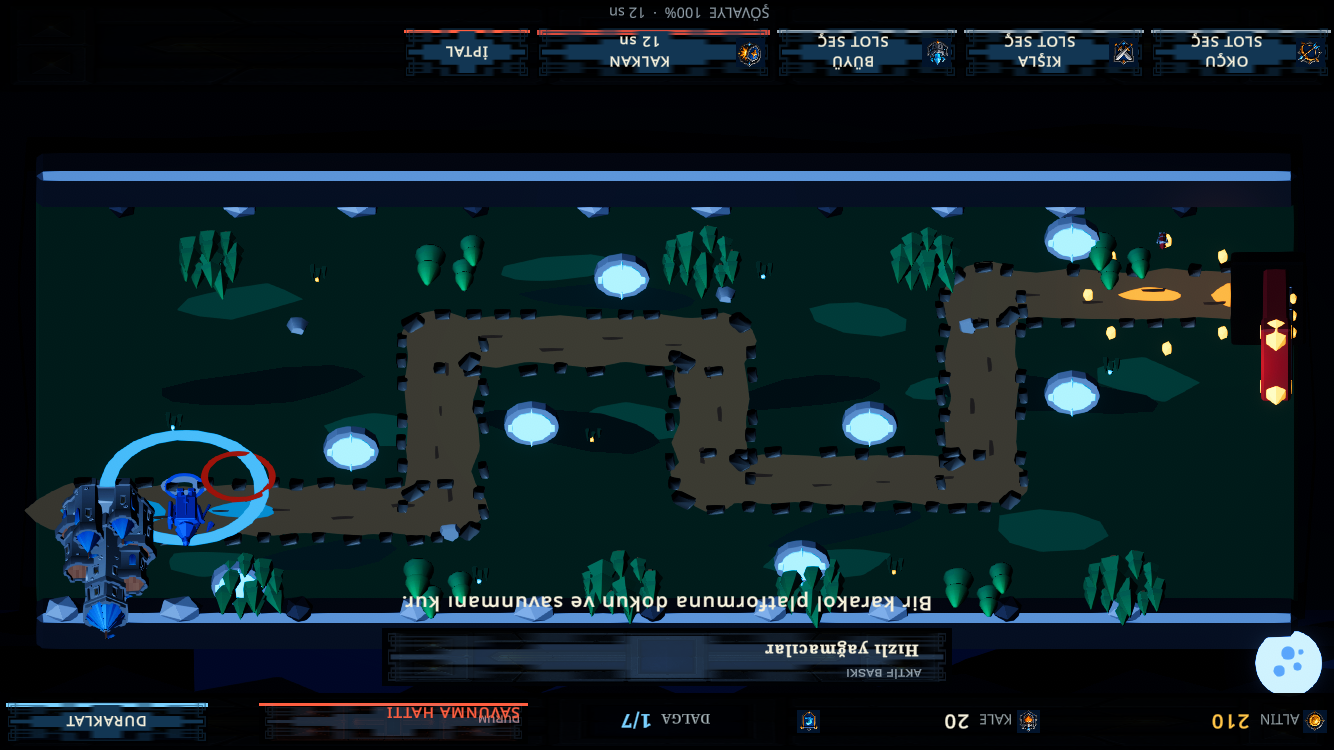 ALTIN 210
KALE 20
DALGA 1/7
DURUM
SAVUNMA HATTI
DURAKLAT
AKTİF BASKI
Hızlı yağmacılar
Bir karakol platformuna dokun ve savunmanı kur.
OKÇU
SLOT SEÇ
KIŞLA
SLOT SEÇ
BÜYÜ
SLOT SEÇ
KALKAN
12 sn
İPTAL
ŞÖVALYE 100% · 12 sn